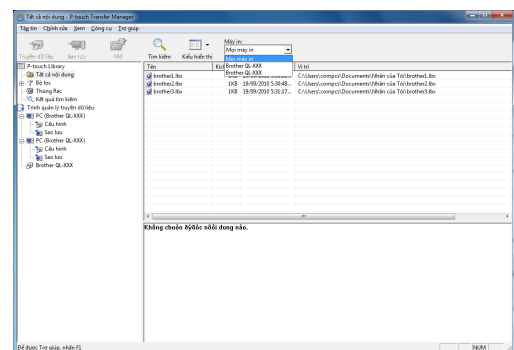 Tất cả nội dung - P-touch Transfer Manager
Tập tin Chỉnh sửa Xem Công cụ Trợ giúp
Truyền dữ liệu Sao lưu Mở Tìm kiếm Kiểu hiển thị
Máy in:
Mọi máy in
Mọi máy in
Brother QL-XXX
Brother QL-XXX
P-touch Library
Tất cả nội dung
Bộ lọc
Thùng Rác
Kết quả tìm kiếm
Trình quản lý truyền dữ liệu
PC (Brother QL-XXX)
Cấu hình
Sao lưu
PC (Brother QL-XXX)
Cấu hình
Sao lưu
Brother QL-XXX
Tên Vị trí
brother1.lbx C:\Users\compcs\Documents\Nhãn của Tôi\brother1.lbx
brother2.lbx 1KB 19/09/2010 5:30:48... C:\Users\compcs\Documents\Nhãn của Tôi\brother2.lbx
brother3.lbx 1KB 19/09/2010 5:31:17... C:\Users\compcs\Documents\Nhãn của Tôi\brother3.lbx
Để được Trợ giúp, nhấn F1
NUM